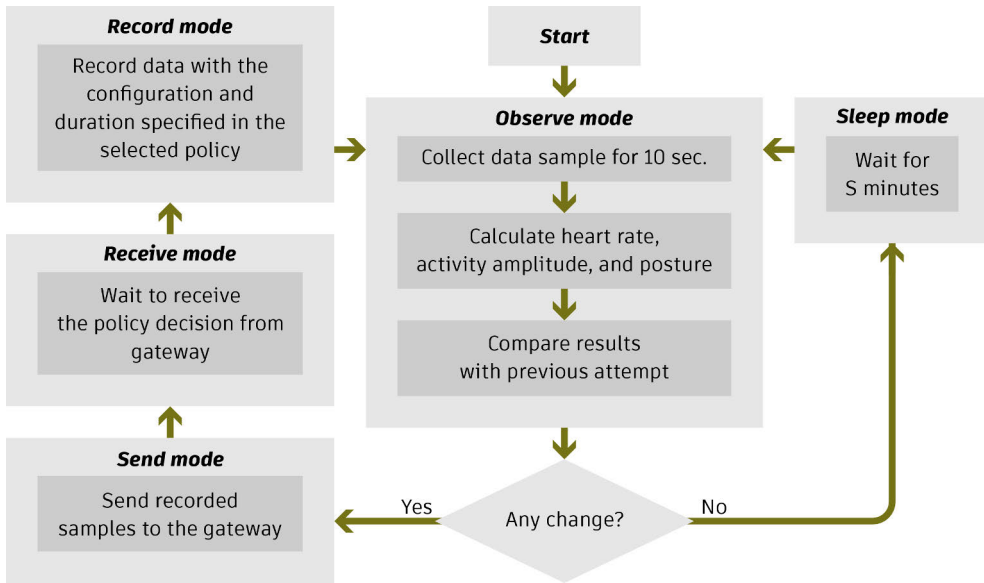 Start
Observe mode
Collect data sample for 10 sec.
Calculate heart rate,
activity amplitude, and posture
Compare results
with previous attempt
Any change?
Yes
No
Send mode
Send recorded
samples to the gateway
Receive mode
Wait to receive
the policy decision from
gateway
Record mode
Record data with the
configuration and
duration specified in the
selected policy
Sleep mode
Wait for
S minutes